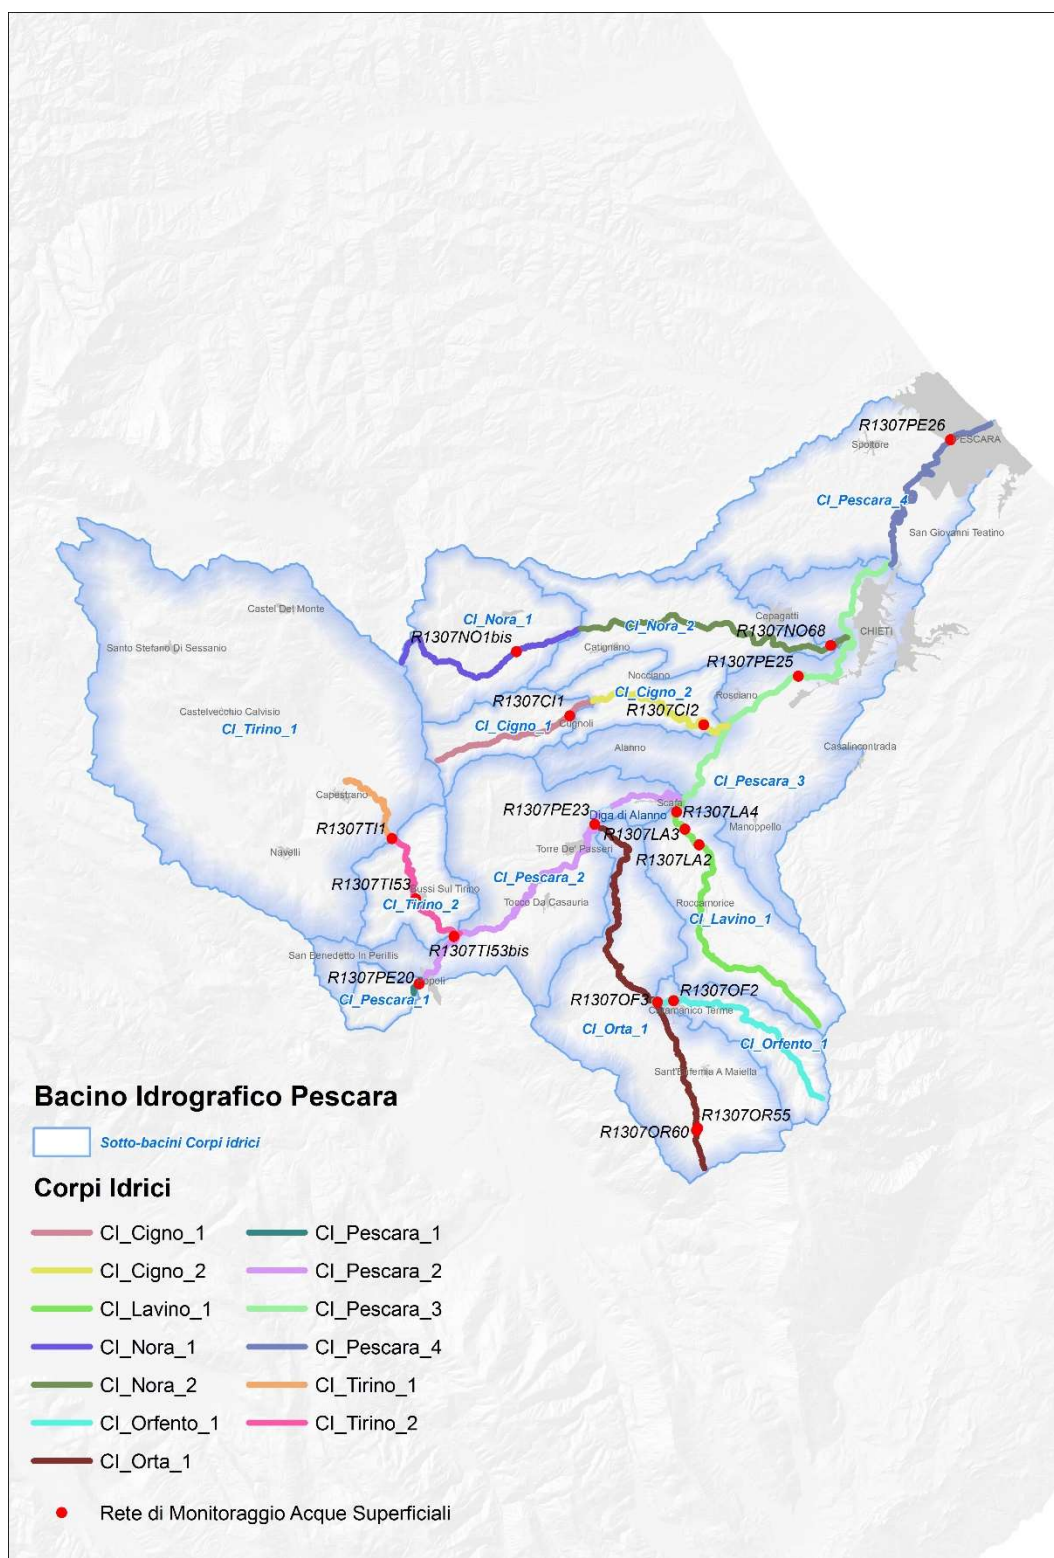 R1307PE26
PESCARA
Spoltore
CI_Pescara_4
San Giovanni Teatino
Castel Del Monte
CI_Nora_1
Cepagatti
CI_Nora_2
R1307NO68
CHIETI
R1307NO1bis
Catignano
Santo Stefano Di Sessanio
R1307PE25
Nocciano
CI_Cigno_2
Rosciano
R1307CI1
R1307CI2
Castelvecchio Calvisio
CI_Tirino_1
CI_Cigno_1
Cugnoli
Alanno
Casalincontrada
CI_Pescara_3
Capestrano
Scafa
R1307PE23
Diga di Alanno
R1307LA4
R1307TI1
R1307LA3
Manoppello
Navelli
Torre De' Passeri
R1307LA2
R1307TI53
CI_Pescara_2
Bussi Sul Tirino
CI_Tirino_2
Tocco Da Casauria
Roccamorice
CI_Lavino_1
R1307TI53bis
San Benedetto In Perillis
R1307PE20
Popoli
R1307OF2
CI_Pescara_1
R1307OF3
Caramanico Terme
CI_Orta_1
CI_Orfento_1
Sant'Eufemia A Maiella
R1307OR55
R1307OR60
Bacino Idrografico Pescara
Sotto-bacini Corpi idrici
Corpi Idrici
CI_Cigno_1
CI_Pescara_1
CI_Cigno_2
CI_Pescara_2
CI_Lavino_1
CI_Pescara_3
CI_Nora_1
CI_Pescara_4
CI_Nora_2
CI_Tirino_1
CI_Orfento_1
CI_Tirino_2
CI_Orta_1
Rete di Monitoraggio Acque Superficiali